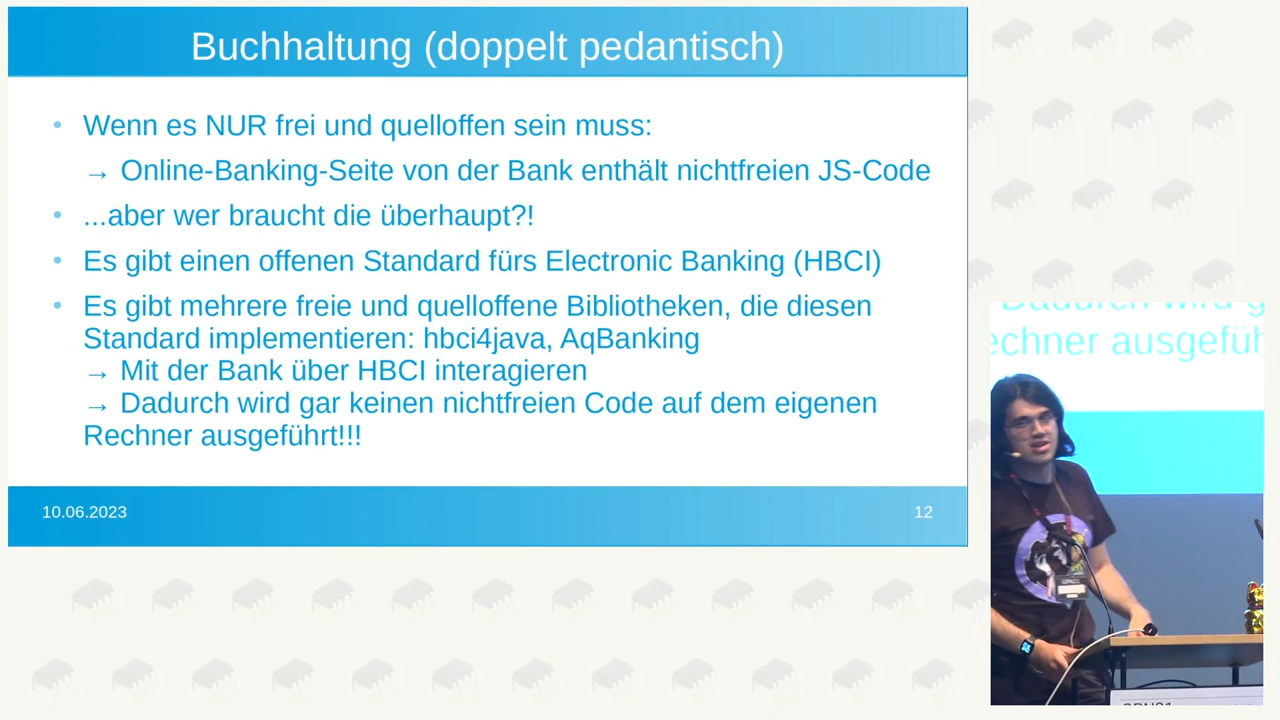 Buchhaltung (doppelt pedantisch)
• Wenn es NUR frei und quelloffen sein muss:
→ Online-Banking-Seite von der Bank enthält nichtfreien JS-Code
• ...aber wer braucht die überhaupt?!
• Es gibt einen offenen Standard fürs Electronic Banking (HBCI)
• Es gibt mehrere freie und quelloffene Bibliotheken, die diesen
Standard implementieren: hbci4java, AqBanking
→ Mit der Bank über HBCI interagieren
→ Dadurch wird gar keinen nichtfreien Code auf dem eigenen
Rechner ausgeführt!!!
10.06.2023
12
Dadurch wird g
echner ausgefüh